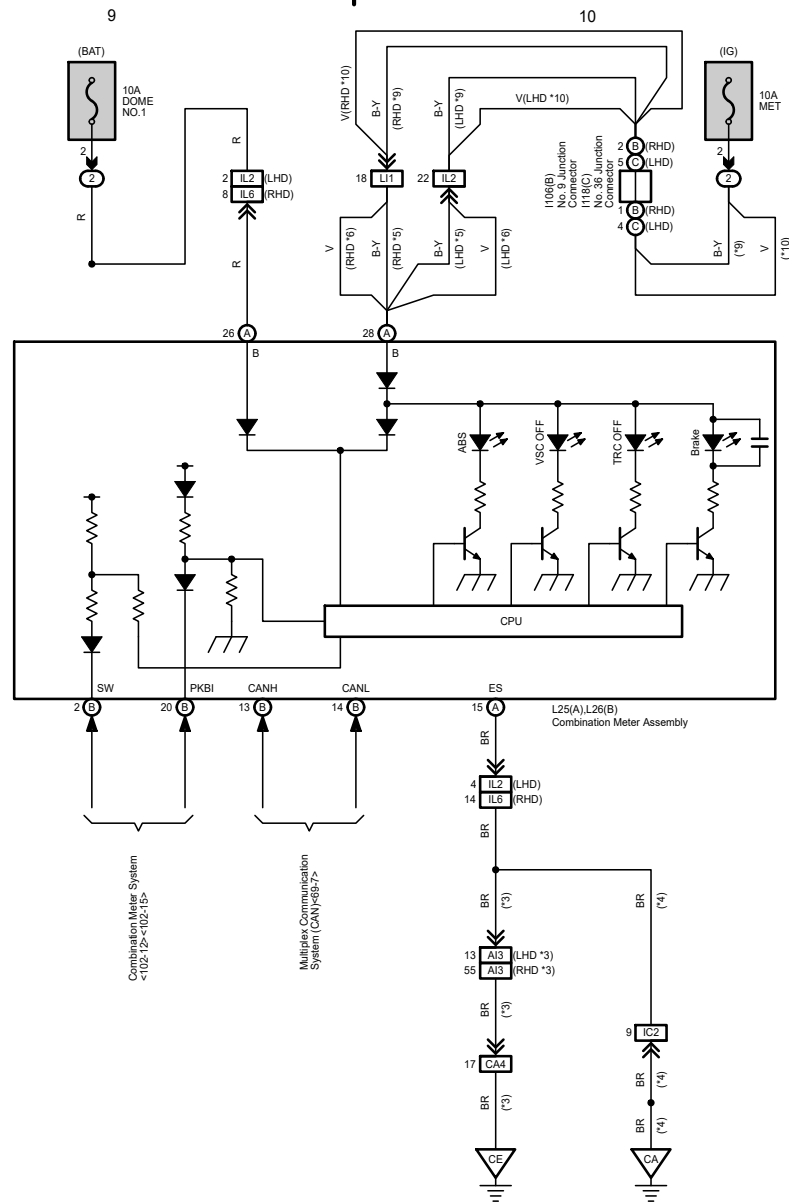 9
10
(BAT)
10A
DOME
NO.1
2
2
R
R
2 IL2 (LHD)
8 IL6 (RHD)
R
26 A
B
V(RHD *10)
B-Y
(RHD *9)
B-Y
(LHD *9)
V(LHD *10)
18 LI1
22 IL2
V
(RHD *6)
B-Y
(RHD *5)
B-Y
(LHD *5)
V
(LHD *6)
28 A
B
I106(B)
No. 9 Junction
Connector
I118(C)
No. 36 Junction
Connector
2 B (RHD)
5 C (LHD)
1 B (RHD)
4 C (LHD)
(IG)
10A
MET
2
2
B-Y
(*9)
V
(*10)
ABS
VSC OFF
TRC OFF
Brake
CPU
SW
PKBI
CANH
CANL
ES
2 B
20 B
13 B
14 B
15 A
L25(A),L26(B)
Combination Meter Assembly
BR
4 IL2 (LHD)
14 IL6 (RHD)
BR
Combination Meter System
<102-12><102-15>
Multiplex Communication
System (CAN)<69-7>
BR
(*3)
BR
(*4)
13 AI3 (LHD *3)
55 AI3 (RHD *3)
BR
(*3)
9 IC2
17 CA4
BR
(*4)
BR
(*3)
BR
(*4)
CE
CA